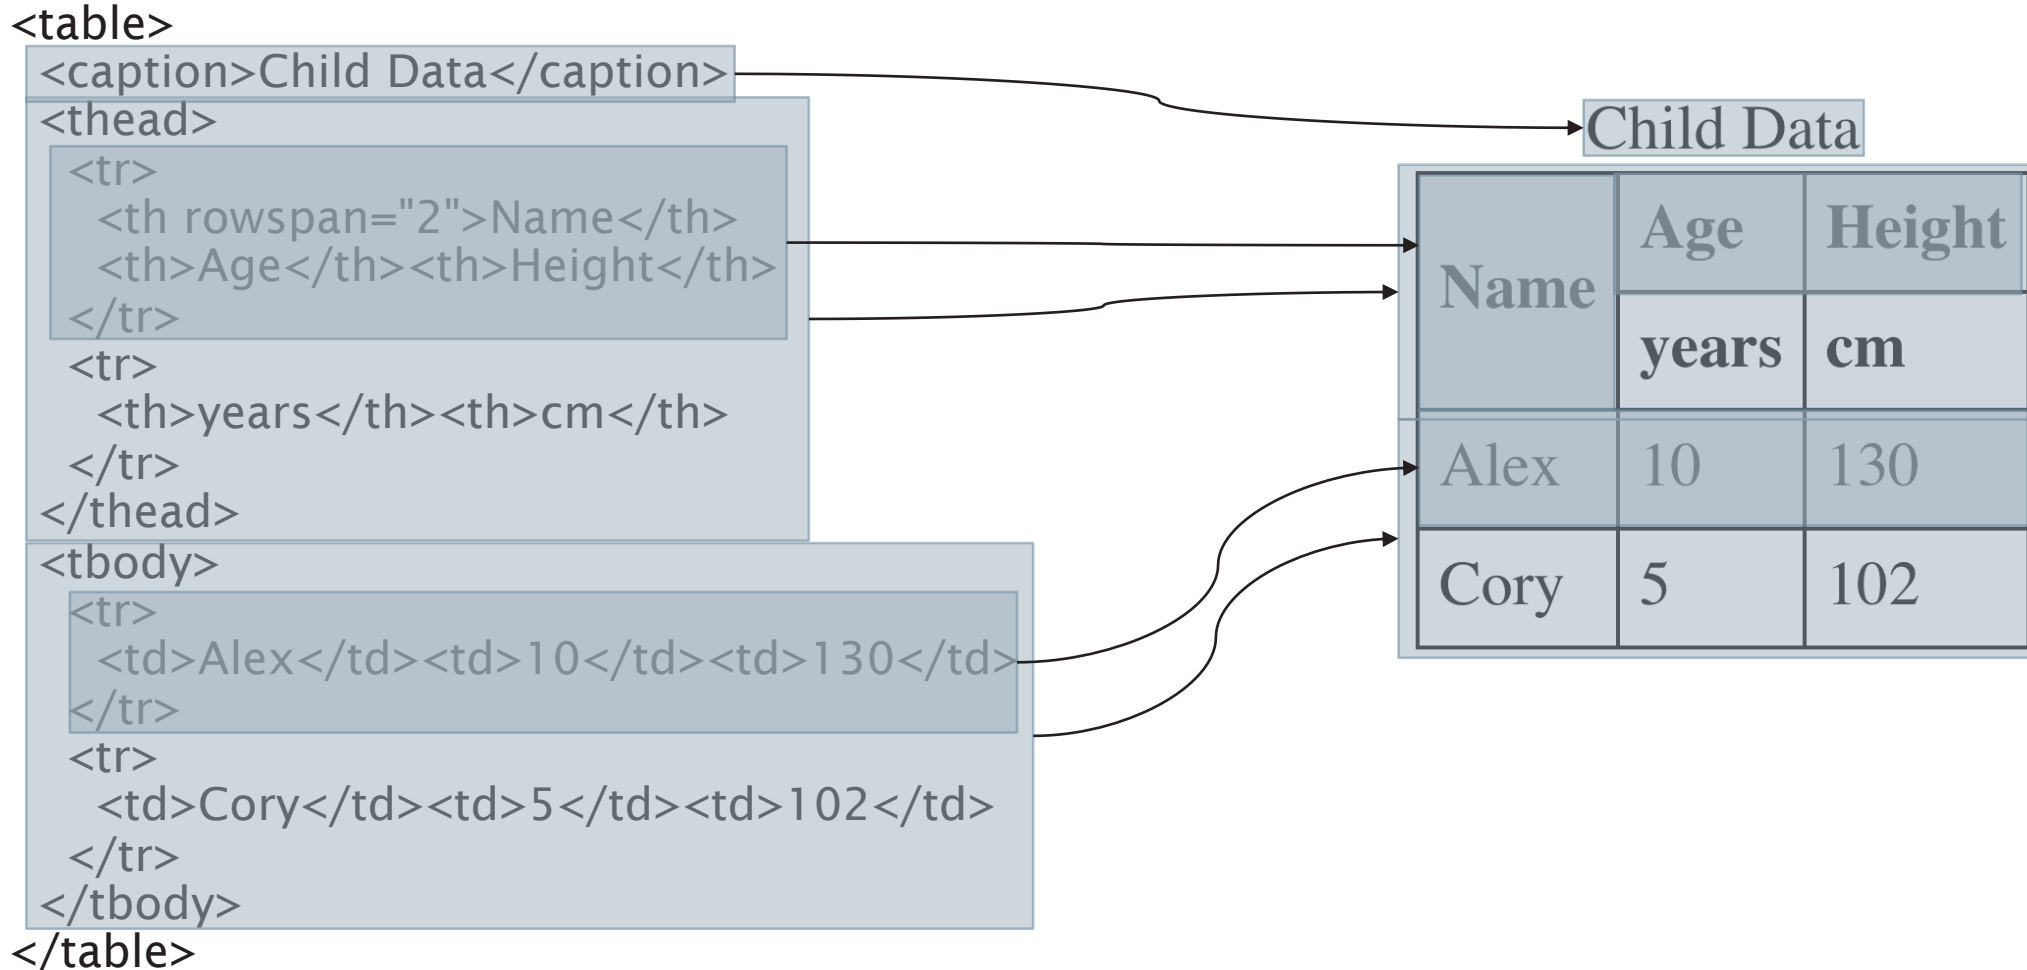 <table>
<caption>Child Data</caption>
<thead>
<tr>
<th rowspan="2">Name</th>
<th>Age</th><th>Height</th>
</tr>
<tr>
<th>years</th><th>cm</th>
</tr>
</thead>
<tbody>
<tr>
<td>Alex</td><td>10</td><td>130</td>
</tr>
<tr>
<td>Cory</td><td>5</td><td>102</td>
</tr>
</tbody>
</table>
Child Data
Name Age Height
years cm
Alex 10 130
Cory 5 102